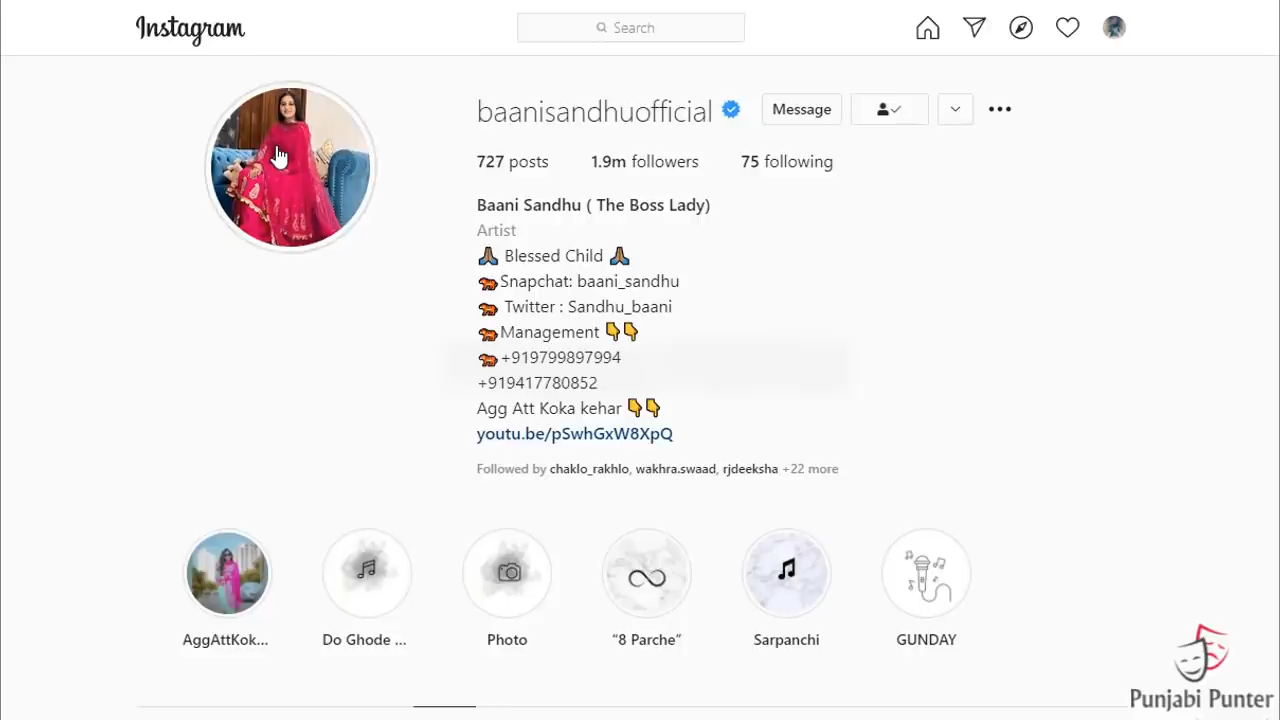 Instagram
Search
baanisandhuofficial
Message
727 posts 1.9m followers 75 following
Baani Sandhu ( The Boss Lady)
Artist
🙏🏽 Blessed Child 🙏🏽
🐅Snapchat: baani_sandhu
🐅 Twitter : Sandhu_baani
🐅Management 👇👇
🐅+919799897994
+919417780852
Agg Att Koka kehar 👇👇
youtu.be/pSwhGxW8XpQ
Followed by chaklo_rakhlo, wakhra.swaad, rjdeeksha +22 more
AggAttKok... Do Ghode ... Photo "8 Parche" Sarpanchi GUNDAY
Punjabi Punter